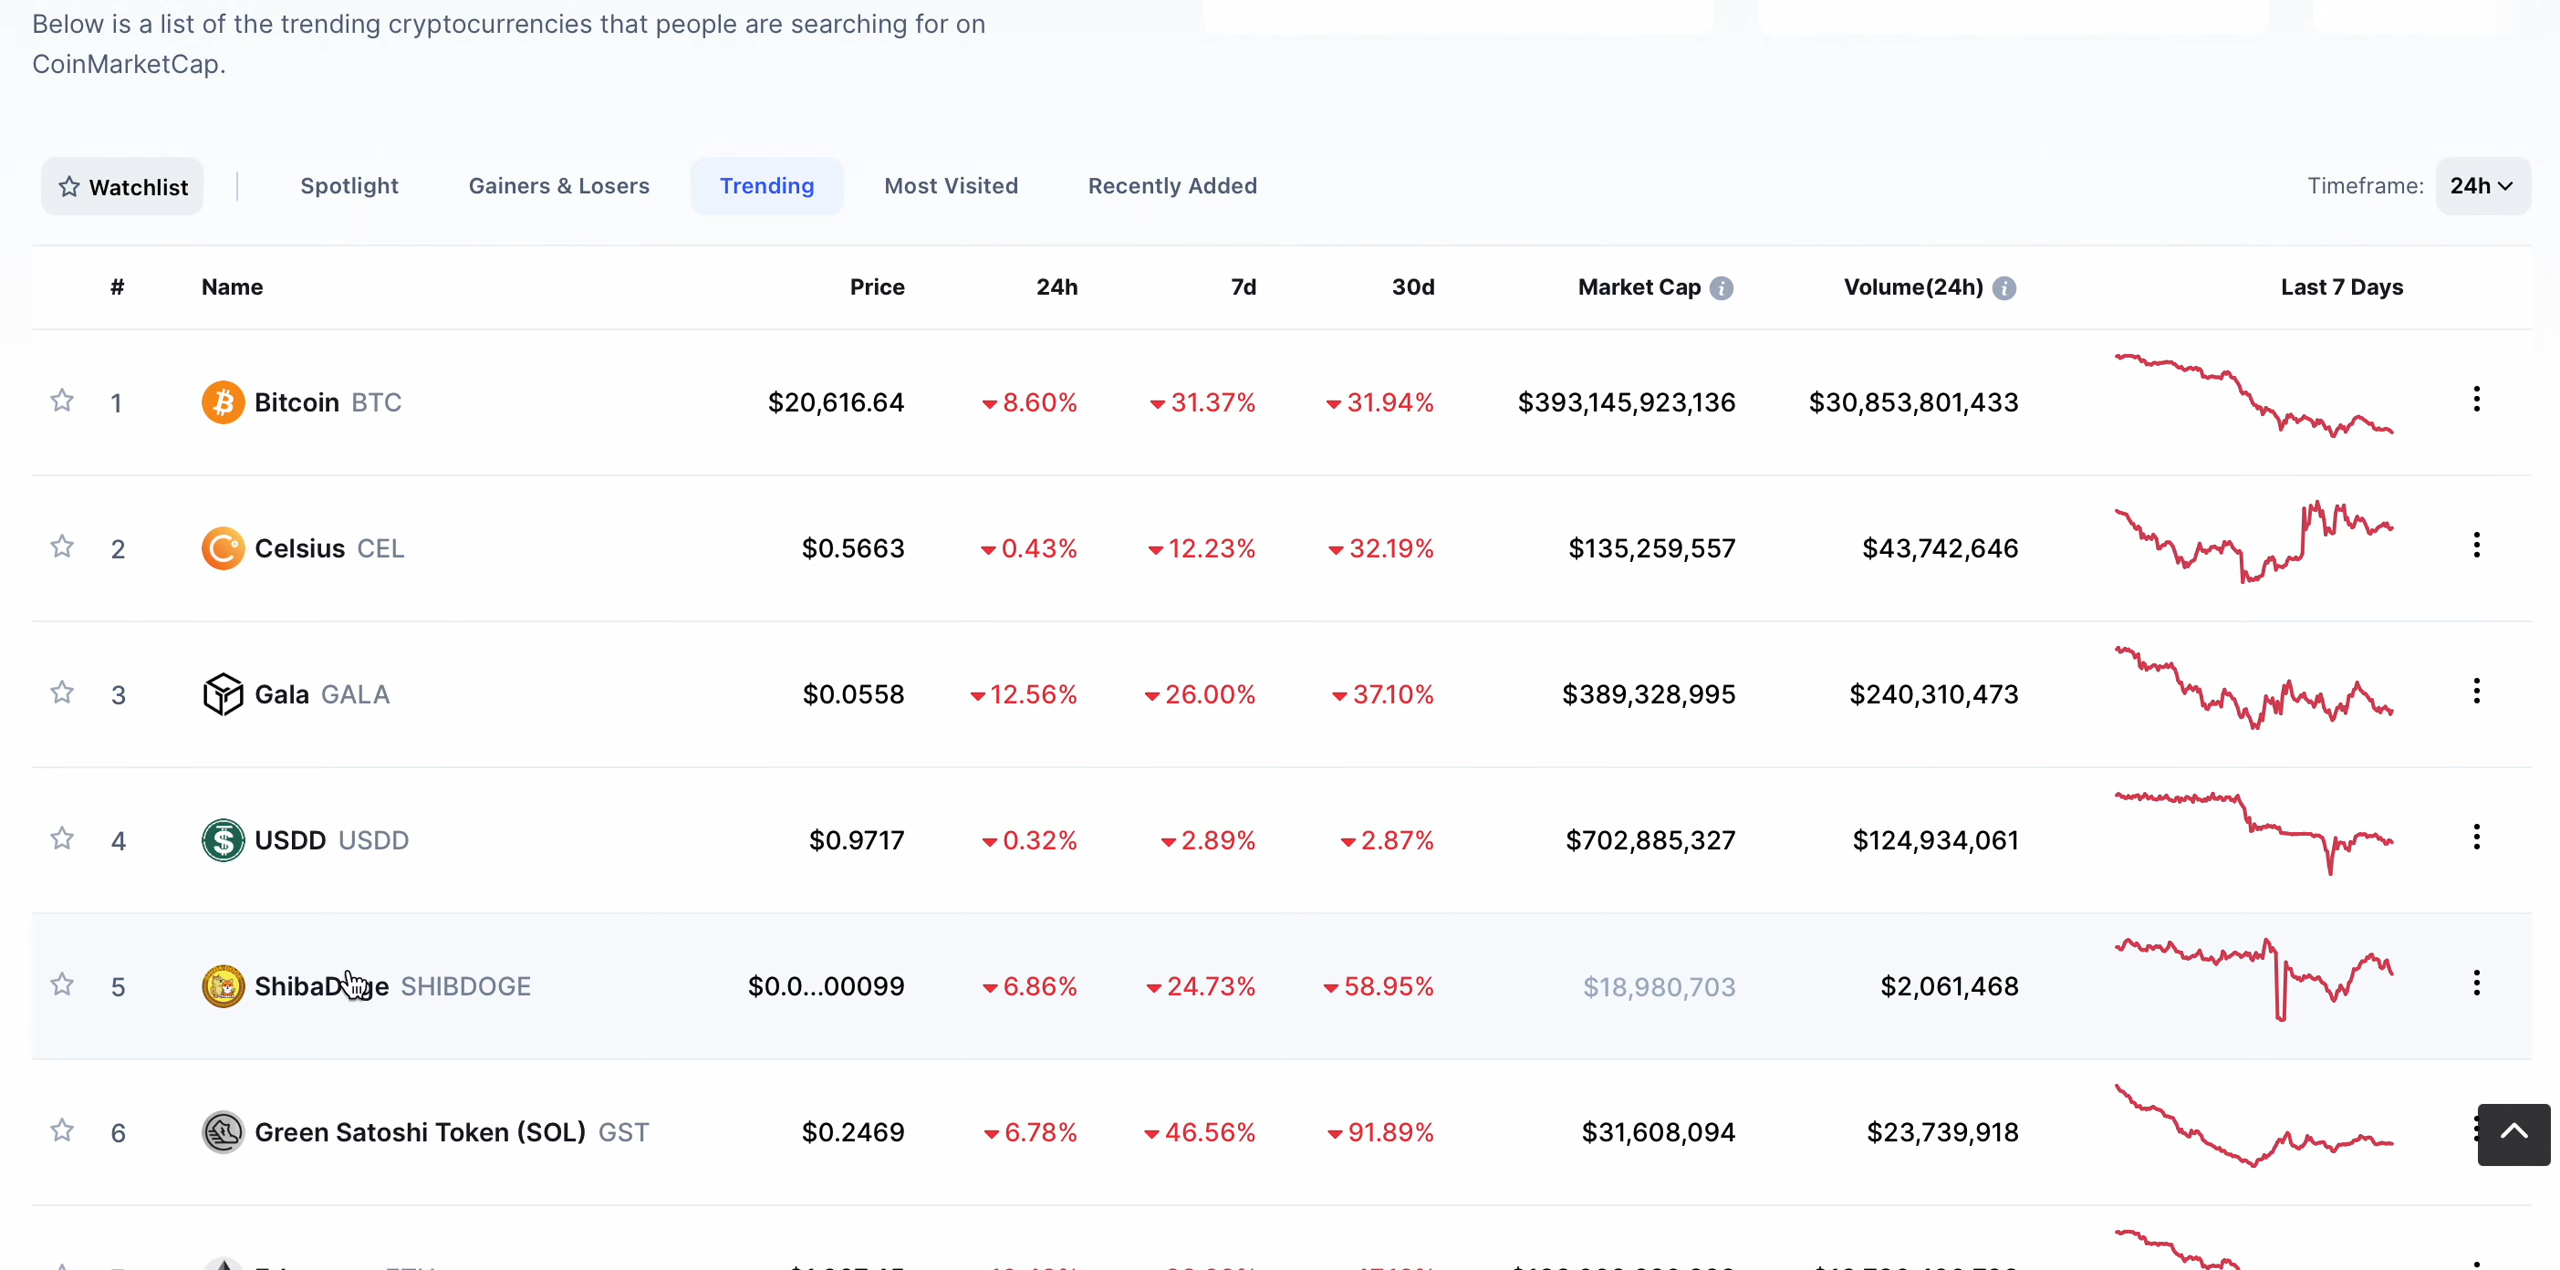 Below is a list of the trending cryptocurrencies that people are searching for on
CoinMarketCap.
Watchlist Spotlight Gainers & Losers Trending Most Visited Recently Added Timeframe: 24h
# Name Price 24h 7d 30d Market Cap Volume(24h) Last 7 Days
1 Bitcoin BTC $20,616.64 8.60% 31.37% 31.94% $393,145,923,136 $30,853,801,433
2 Celsius CEL $0.5663 0.43% 12.23% 32.19% $135,259,557 $43,742,646
3 Gala GALA $0.0558 12.56% 26.00% 37.10% $389,328,995 $240,310,473
4 USDD USDD $0.9717 0.32% 2.89% 2.87% $702,885,327 $124,934,061
5 SHIBDOGE $0.0...00099 6.86% 24.73% 58.95% $18,980,703 $2,061,468
6 Green Satoshi Token (SOL) GST $0.2469 6.78% 46.56% 91.89% $31,608,094 $23,739,918